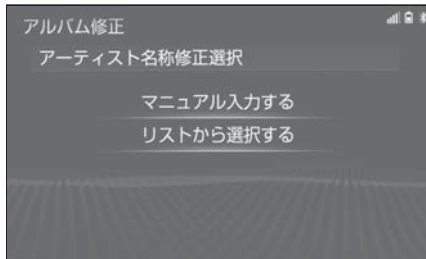 アルバム修正
アーティスト名称修正選択
マニュアル入力する
リストから選択する